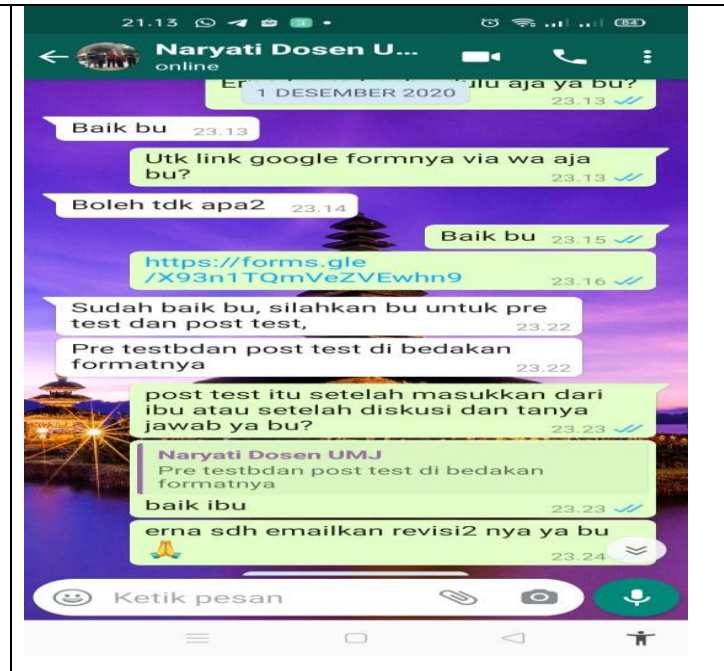 21.13
84
Naryati Dosen U...
online
1 DESEMBER 2020
aja ya bu?
23.13
Baik bu 23.13
Utk link google formnya via wa aja
bu?
23.13
Boleh tdk apa2 23.14
Baik bu 23.15
https://forms.gle
/X93n1TQmVeZVEwhn9
23.16
Sudah baik bu, silahkan bu untuk pre
test dan post test,
23.22
Pre testbdan post test di bedakan
formatnya
23.22
post test itu setelah masukkan dari
ibu atau setelah diskusi dan tanya
jawab ya bu?
23.23
Naryati Dosen UMJ
Pre testbdan post test di bedakan
formatnya
baik ibu
23.23
erna sdh emailkan revisi2 nya ya bu
23.24
Ketik pesan